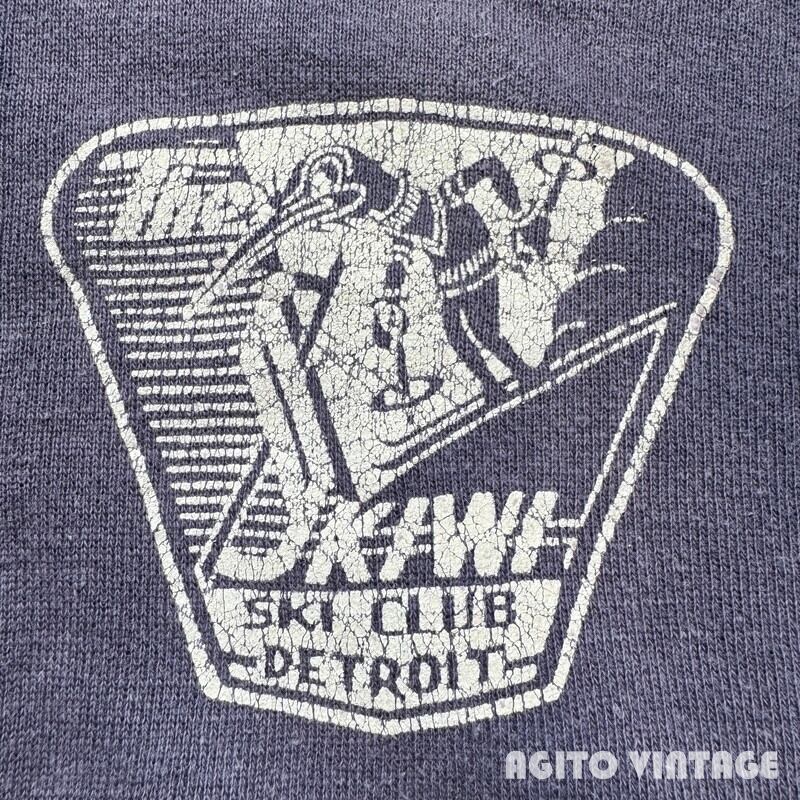 The
SKI CLUB
DETROIT
AGITO VINTAGE